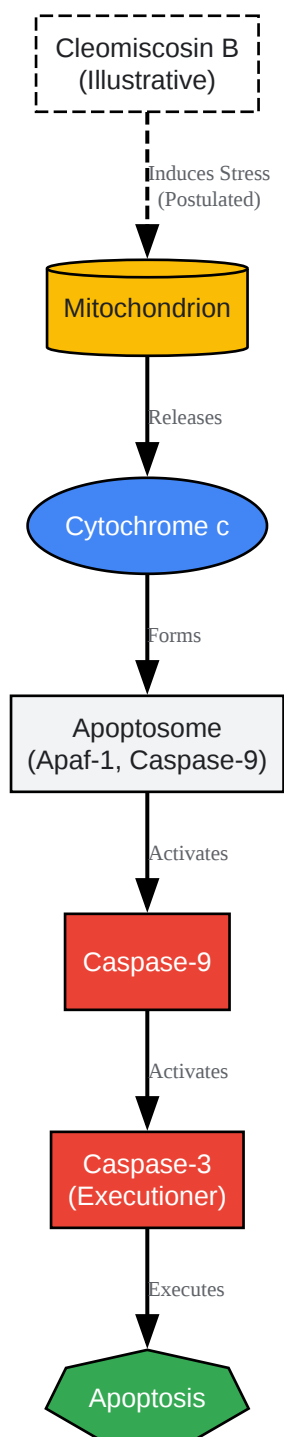 Cleomiscosin B
(Illustrative)
Induces Stress
(Postulated)
Mitochondrion
Releases
Cytochrome c
Forms
Apoptosome
(Apaf-1, Caspase-9)
Activates
Caspase-9
Activates
Caspase-3
(Executioner)
Executes
Apoptosis